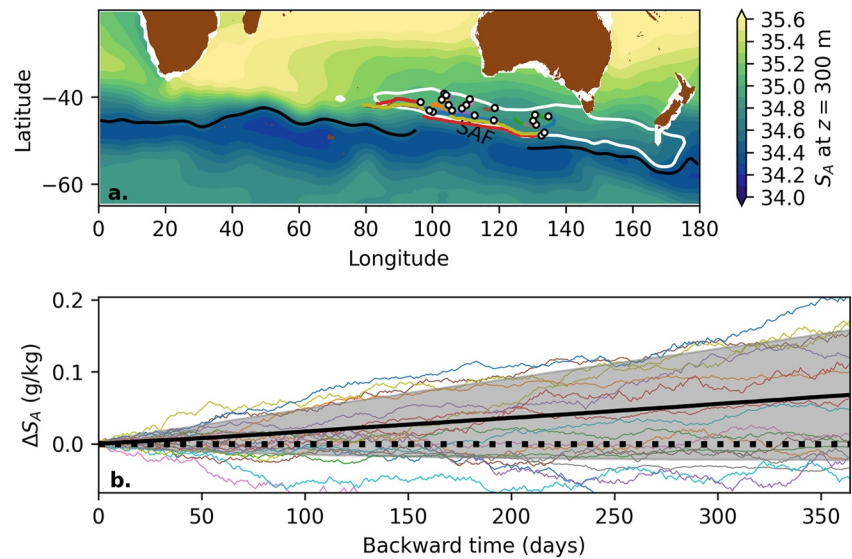 −40
−60
Latitude
SAF
a.
0 20 40 60 80 100 120 140 160 180
Longitude
35.6
35.4
35.2
35.0
34.8
34.6
34.4
34.2
34.0
S_A at z = 300 m
0.2
0.1
0.0
ΔS_A (g/kg)
b.
0 50 100 150 200 250 300 350
Backward time (days)